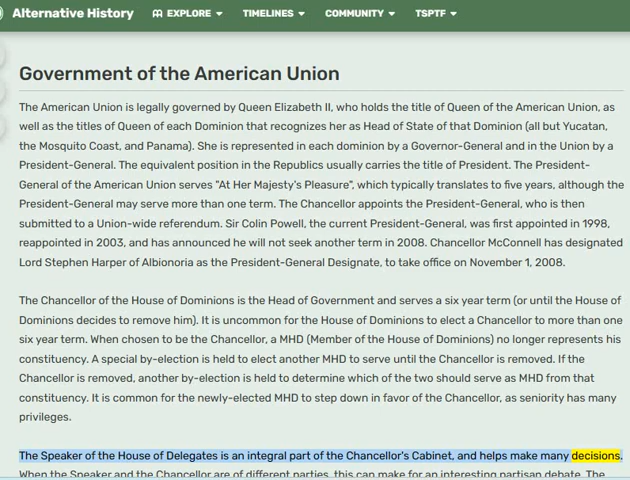 Alternative History EXPLORE TIMELINES COMMUNITY TSPTF
Government of the American Union
The American Union is legally governed by Queen Elizabeth II, who holds the title of Queen of the American Union, as
well as the titles of Queen of each Dominion that recognizes her as Head of State of that Dominion (all but Yucatan,
the Mosquito Coast, and Panama). She is represented in each dominion by a Governor-General and in the Union by a
President-General. The equivalent position in the Republics usually carries the title of President. The President-
General of the American Union serves "At Her Majesty's Pleasure", which typically translates to five years, although the
President-General may serve more than one term. The Chancellor appoints the President-General, who is then
submitted to a Union-wide referendum. Sir Colin Powell, the current President-General, was first appointed in 1998,
reappointed in 2003, and has announced he will not seek another term in 2008. Chancellor McConnell has designated
Lord Stephen Harper of Albionoria as the President-General Designate, to take office on November 1, 2008.
The Chancellor of the House of Dominions is the Head of Government and serves a six year term (or until the House of
Dominions decides to remove him). It is uncommon for the House of Dominions to elect a Chancellor to more than one
six year term. When chosen to be the Chancellor, a MHD (Member of the House of Dominions) no longer represents his
constituency. A special by-election is held to elect another MHD to serve until the Chancellor is removed. If the
Chancellor is removed, another by-election is held to determine which of the two should serve as MHD from that
constituency. It is common for the newly-elected MHD to step down in favor of the Chancellor, as seniority has many
privileges.
The Speaker of the House of Delegates is an integral part of the Chancellor's Cabinet, and helps make many decisions.
When the Speaker and the Chancellor are of different parties, this can make for an interesting partisan debate. The